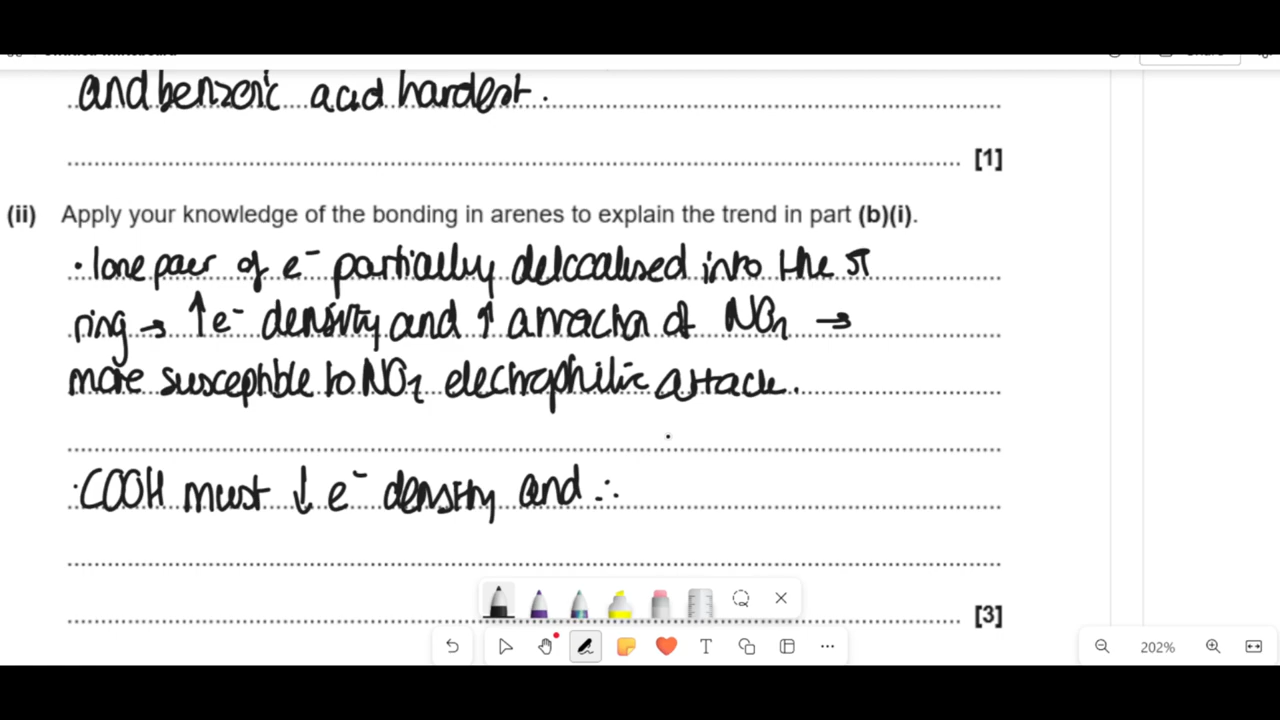 and benzoic acid hardest.
[1]
(ii) Apply your knowledge of the bonding in arenes to explain the trend in part (b)(i).
• lone pair of e⁻ partially delocalised into the π
ring → ↑ e⁻ density and ↑ attraction of NO₂ →
more susceptible to NO₂ electrophilic attack.
• COOH must ↓ e⁻ density and ∴
[3]
T
202%